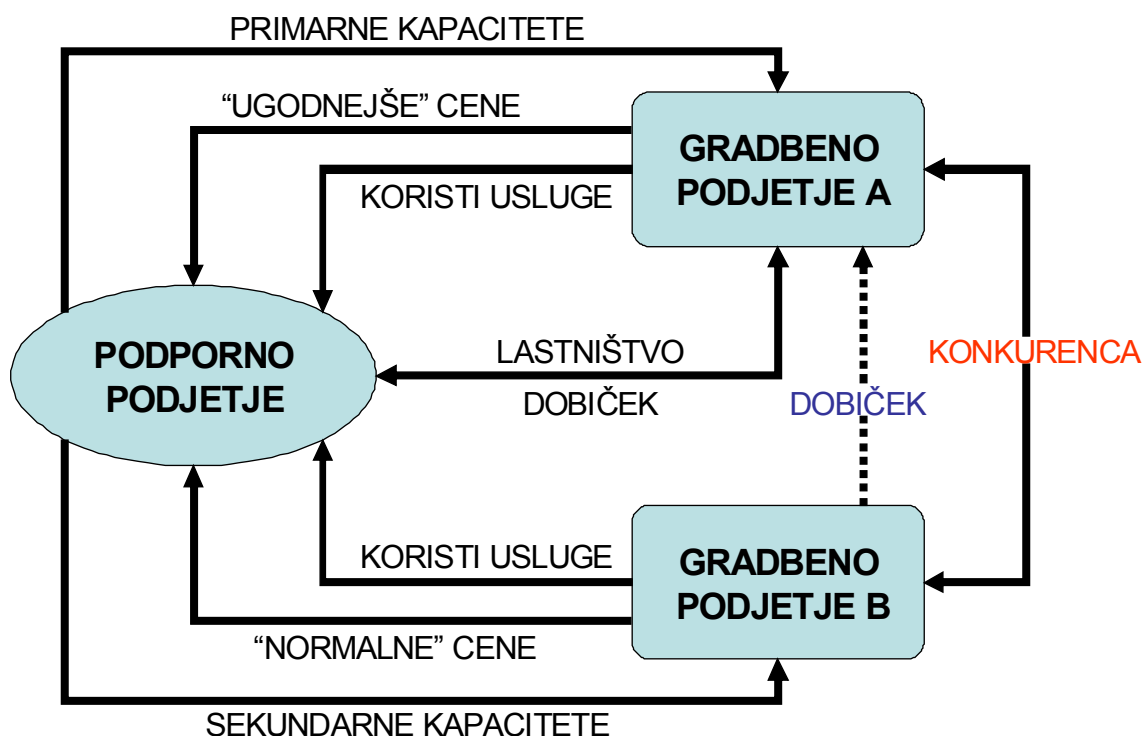 PRIMARNE KAPACITETE
“UGODNEJŠE” CENE
GRADBENO
PODJETJE A
KORISTI USLUGE
PODPORNO
PODJETJE
LASTNIŠTVO
DOBIČEK
DOBIČEK
KONKURENCA
KORISTI USLUGE
GRADBENO
PODJETJE B
“NORMALNE” CENE
SEKUNDARNE KAPACITETE